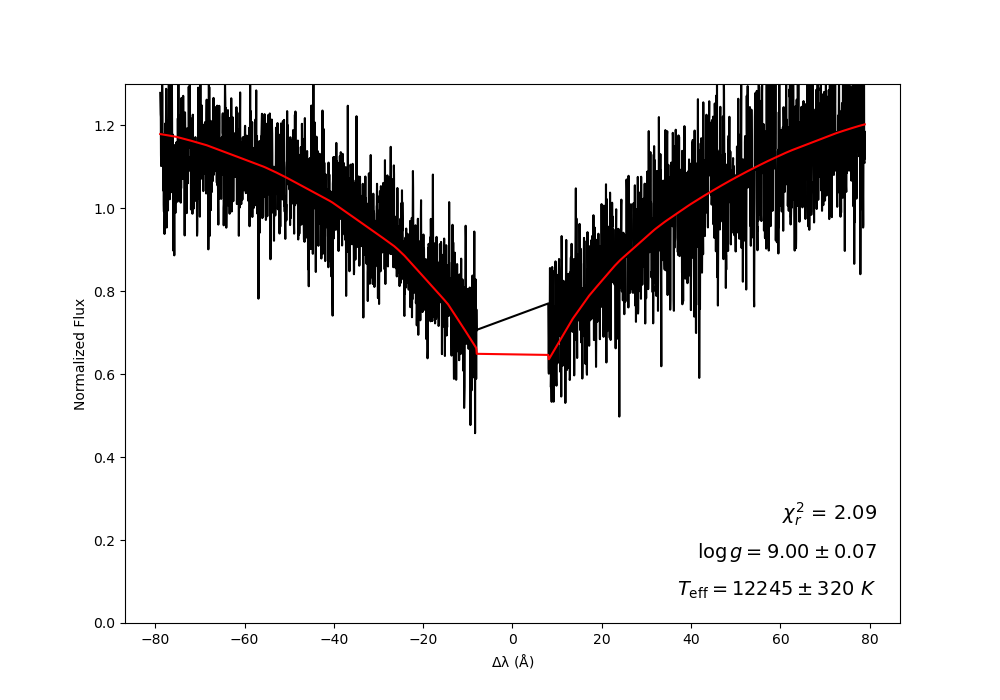 1.2
1.0
0.8
0.6
0.4
0.2
0.0
Normalized Flux
χ²ᵣ = 2.09
log g = 9.00 ± 0.07
T_eff = 12245 ± 320 K
−80 −60 −40 −20 0 20 40 60 80
Δλ (Å)